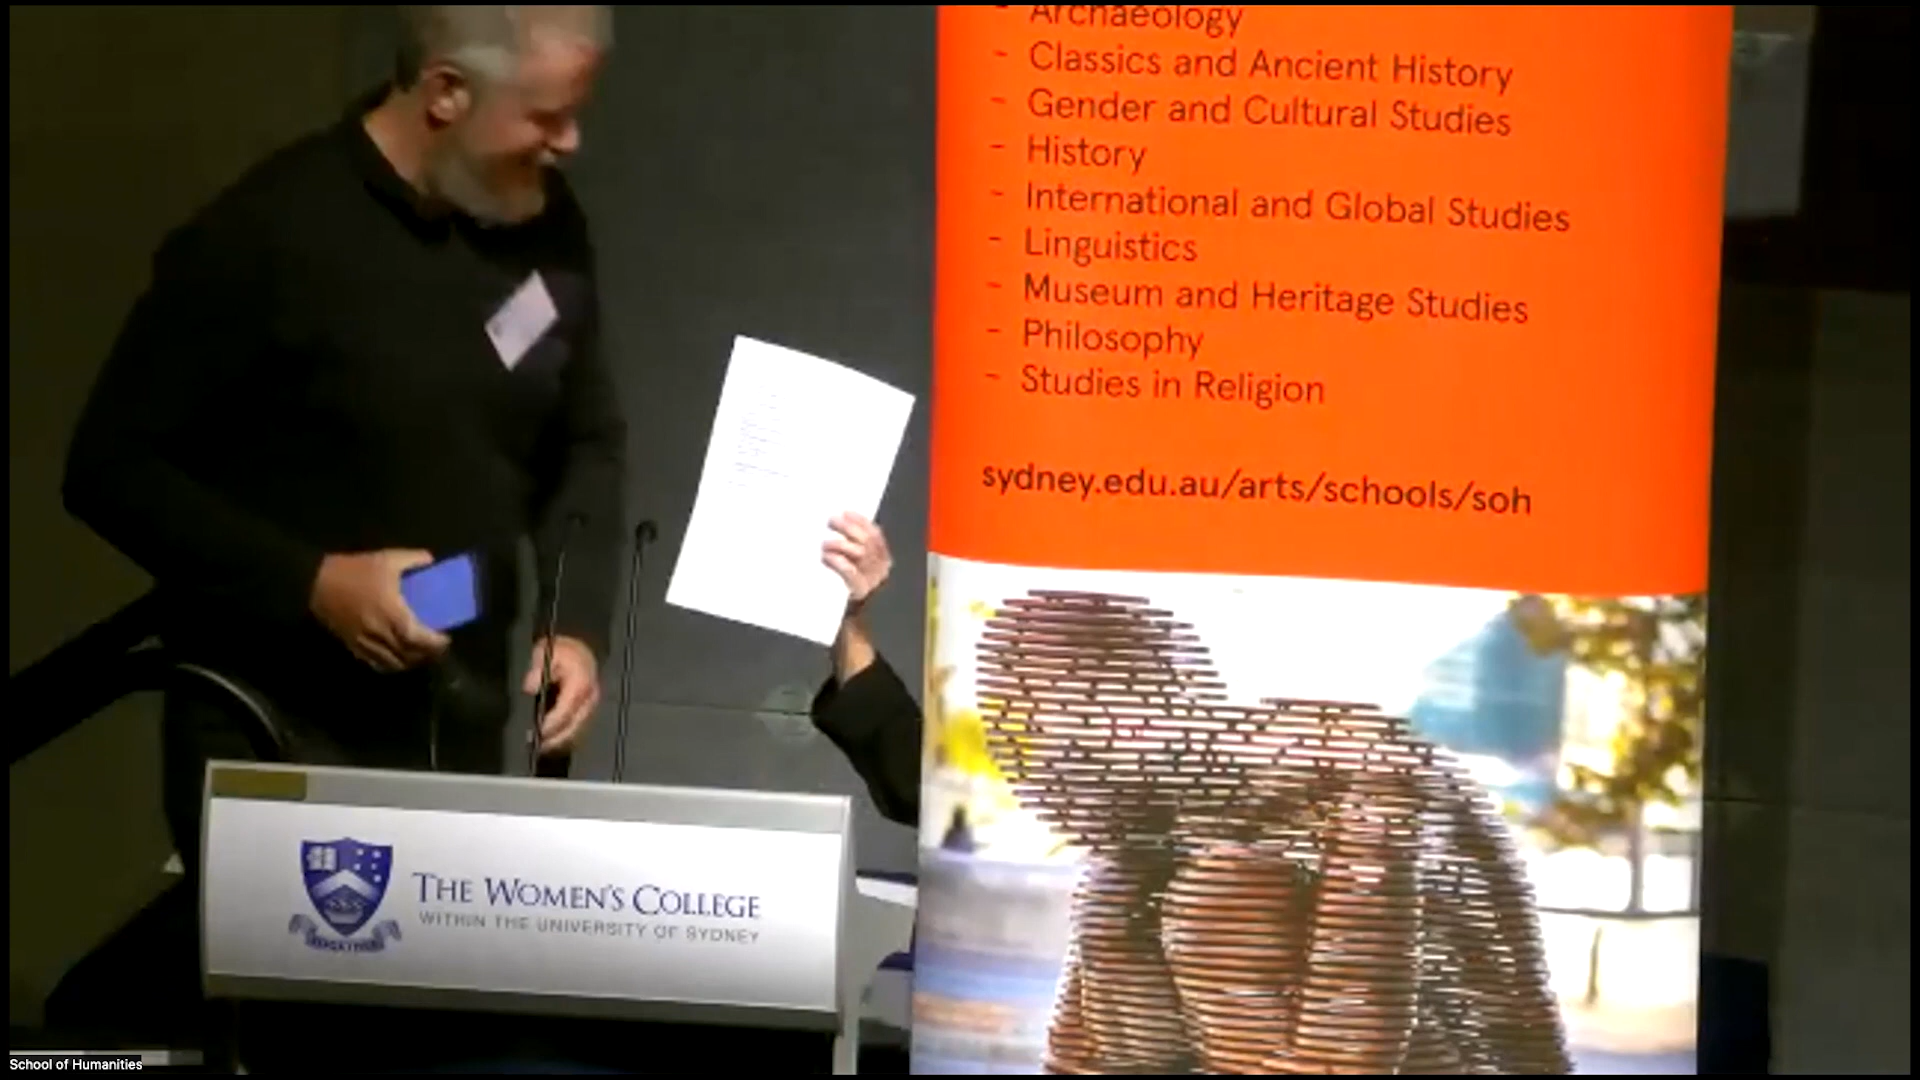 - Archaeology
- Classics and Ancient History
- Gender and Cultural Studies
- History
- International and Global Studies
- Linguistics
- Museum and Heritage Studies
- Philosophy
- Studies in Religion
sydney.edu.au/arts/schools/soh
THE WOMEN'S COLLEGE
WITHIN THE UNIVERSITY OF SYDNEY
School of Humanities